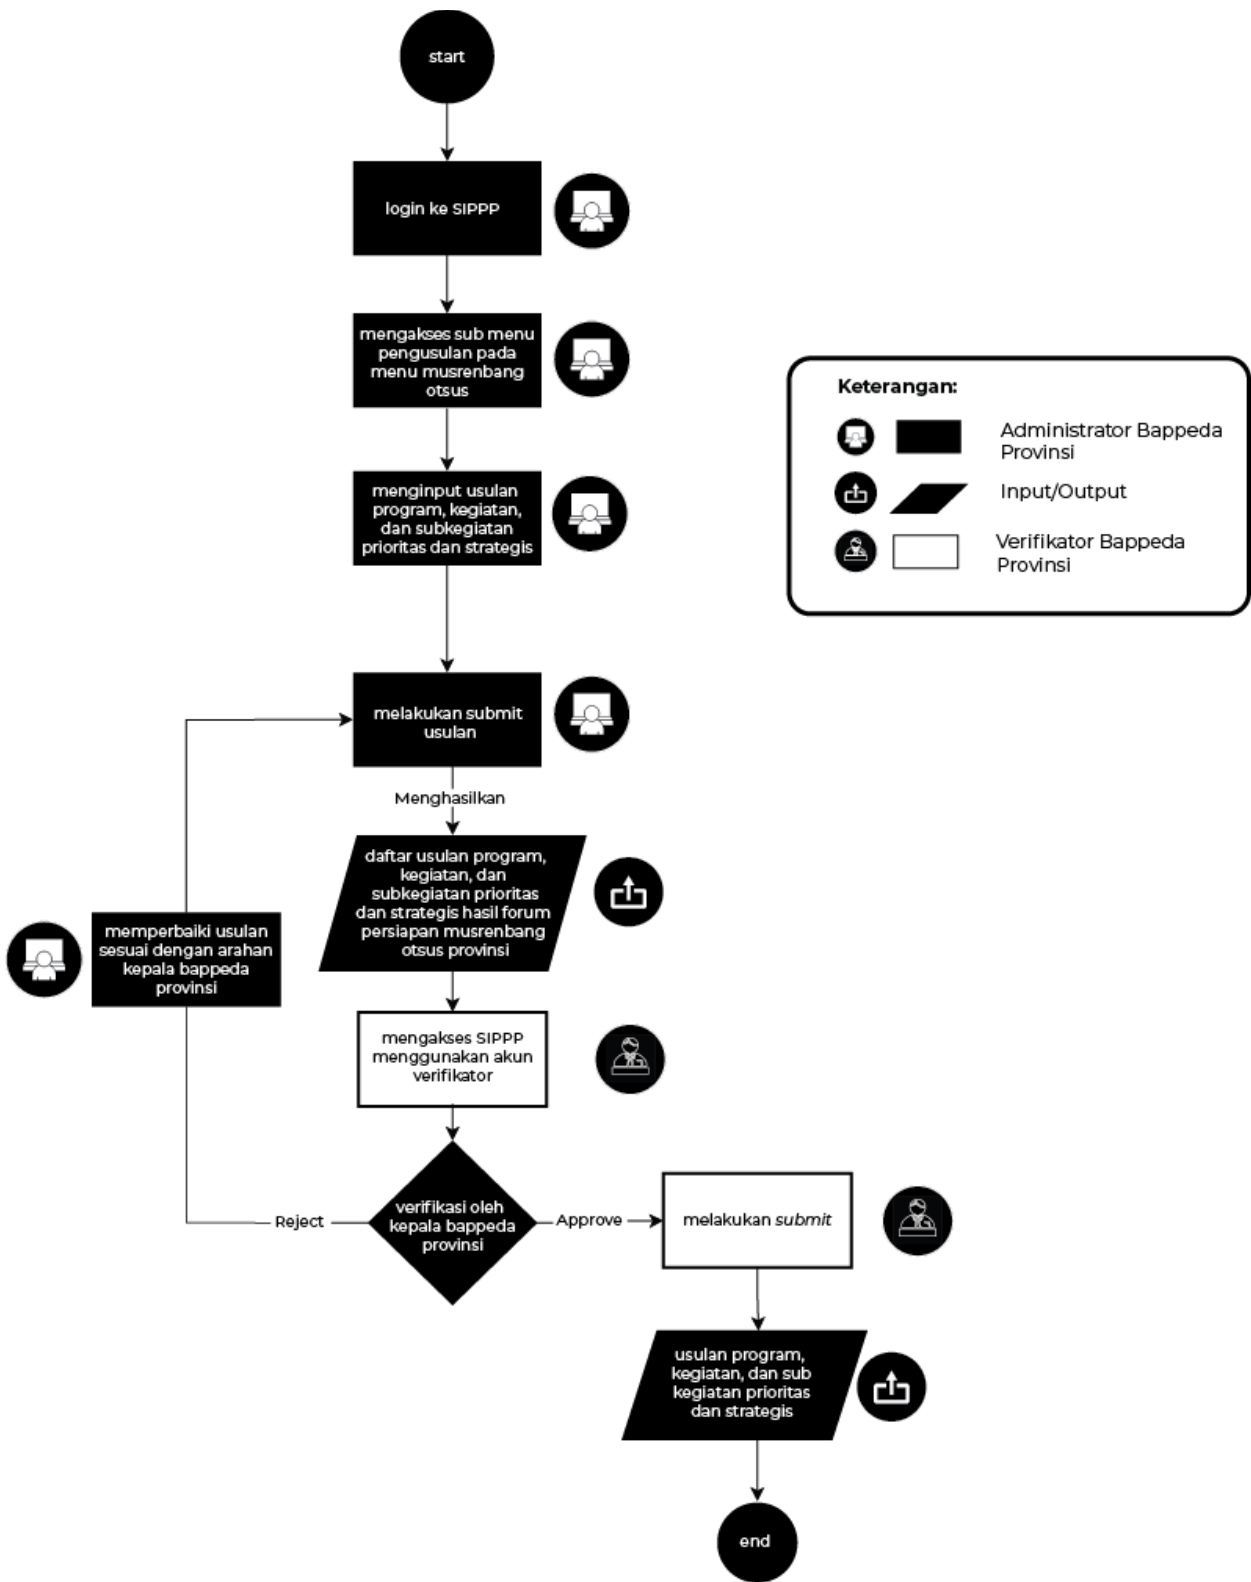 start
login ke SIPPP
mengakses sub menu
pengusulan pada
menu musrenbang
otsus
menginput usulan
program, kegiatan,
dan subkegiatan
prioritas dan strategis
Keterangan:
Administrator Bappeda
Provinsi
Input/Output
Verifikator Bappeda
Provinsi
melakukan submit
usulan
Menghasilkan
daftar usulan program,
kegiatan, dan
subkegiatan prioritas
dan strategis hasil forum
persiapan musrenbang
otsus provinsi
memperbaiki usulan
sesuai dengan arahan
kepala bappeda
provinsi
mengakses SIPPP
menggunakan akun
verifikator
verifikasi oleh
kepala bappeda
provinsi
Reject
Approve
melakukan submit
usulan program,
kegiatan, dan sub
kegiatan prioritas
dan strategis
end